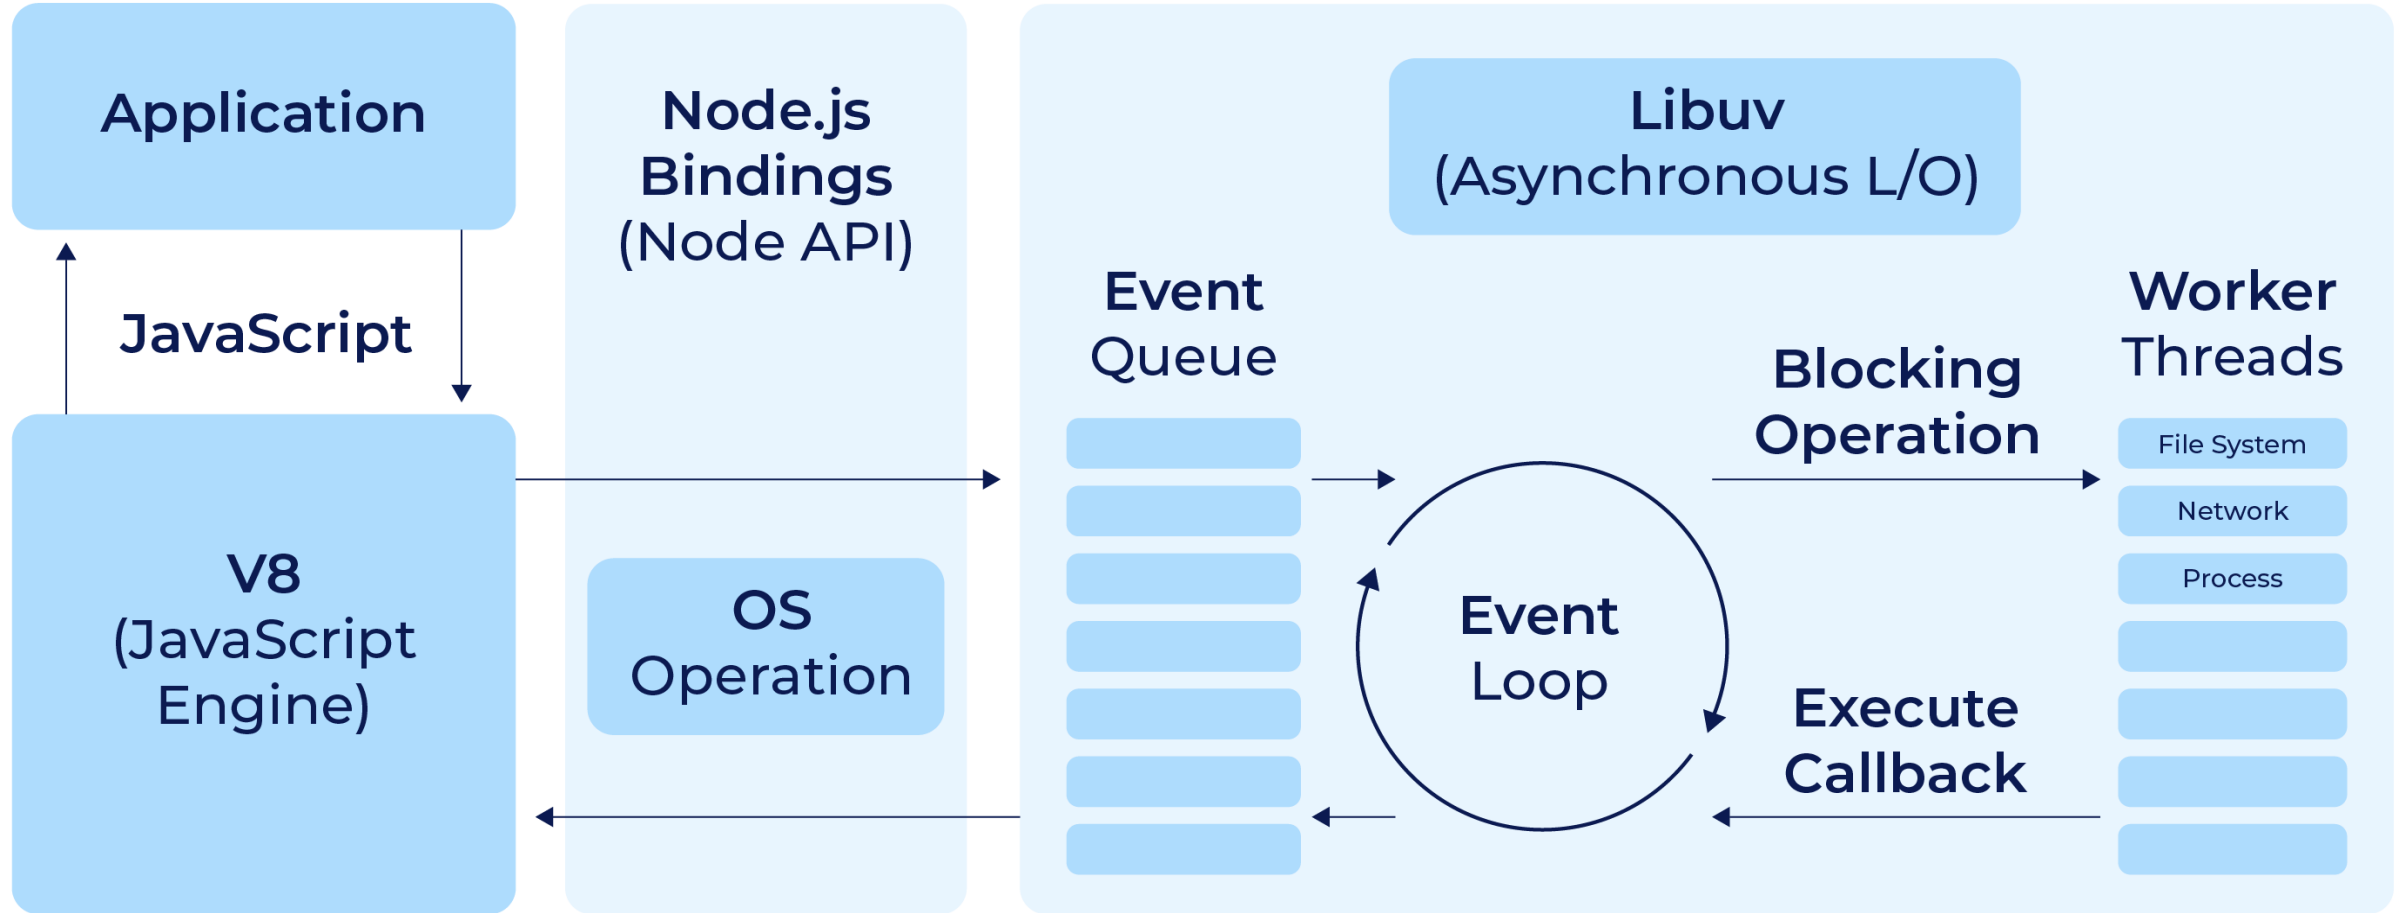 Application
JavaScript
V8
(JavaScript
Engine)
Node.js
Bindings
(Node API)
OS
Operation
Libuv
(Asynchronous L/O)
Event
Queue
Event
Loop
Blocking
Operation
Execute
Callback
Worker
Threads
File System
Network
Process